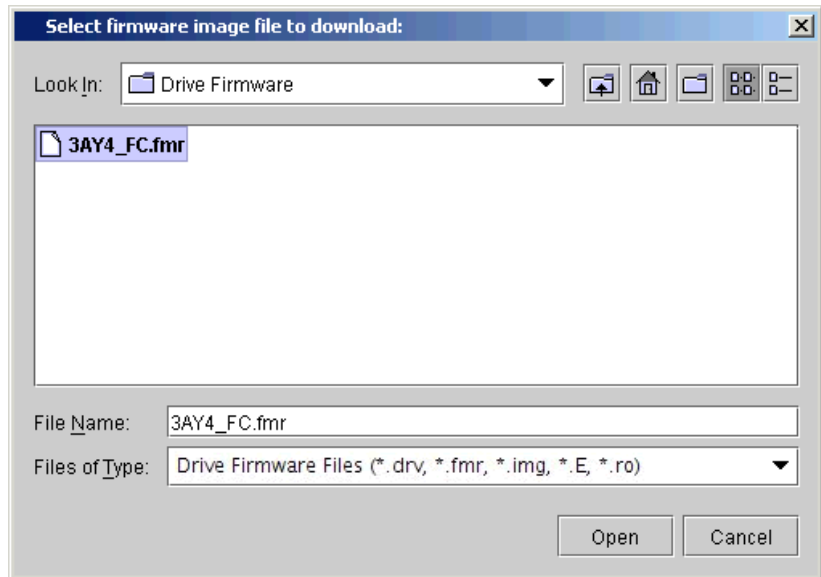 Select firmware image file to download:
Look In: Drive Firmware
3AY4_FC.fmr
File Name: 3AY4_FC.fmr
Files of Type: Drive Firmware Files (*.drv, *.fmr, *.img, *.E, *.ro)
Open Cancel